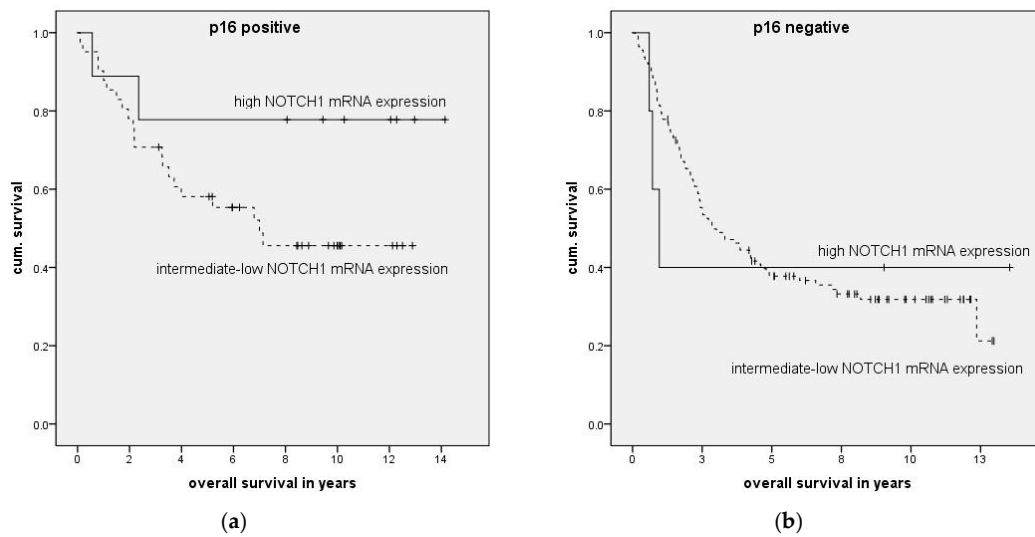 p16 positive
1.0
0.8
0.6
0.4
0.2
0.0
cum. survival
high NOTCH1 mRNA expression
intermediate-low NOTCH1 mRNA expression
0 2 4 6 8 10 12 14
overall survival in years
(a)
p16 negative
1.0
0.8
0.6
0.4
0.2
0.0
cum. survival
high NOTCH1 mRNA expression
intermediate-low NOTCH1 mRNA expression
0 3 5 8 10 13
overall survival in years
(b)